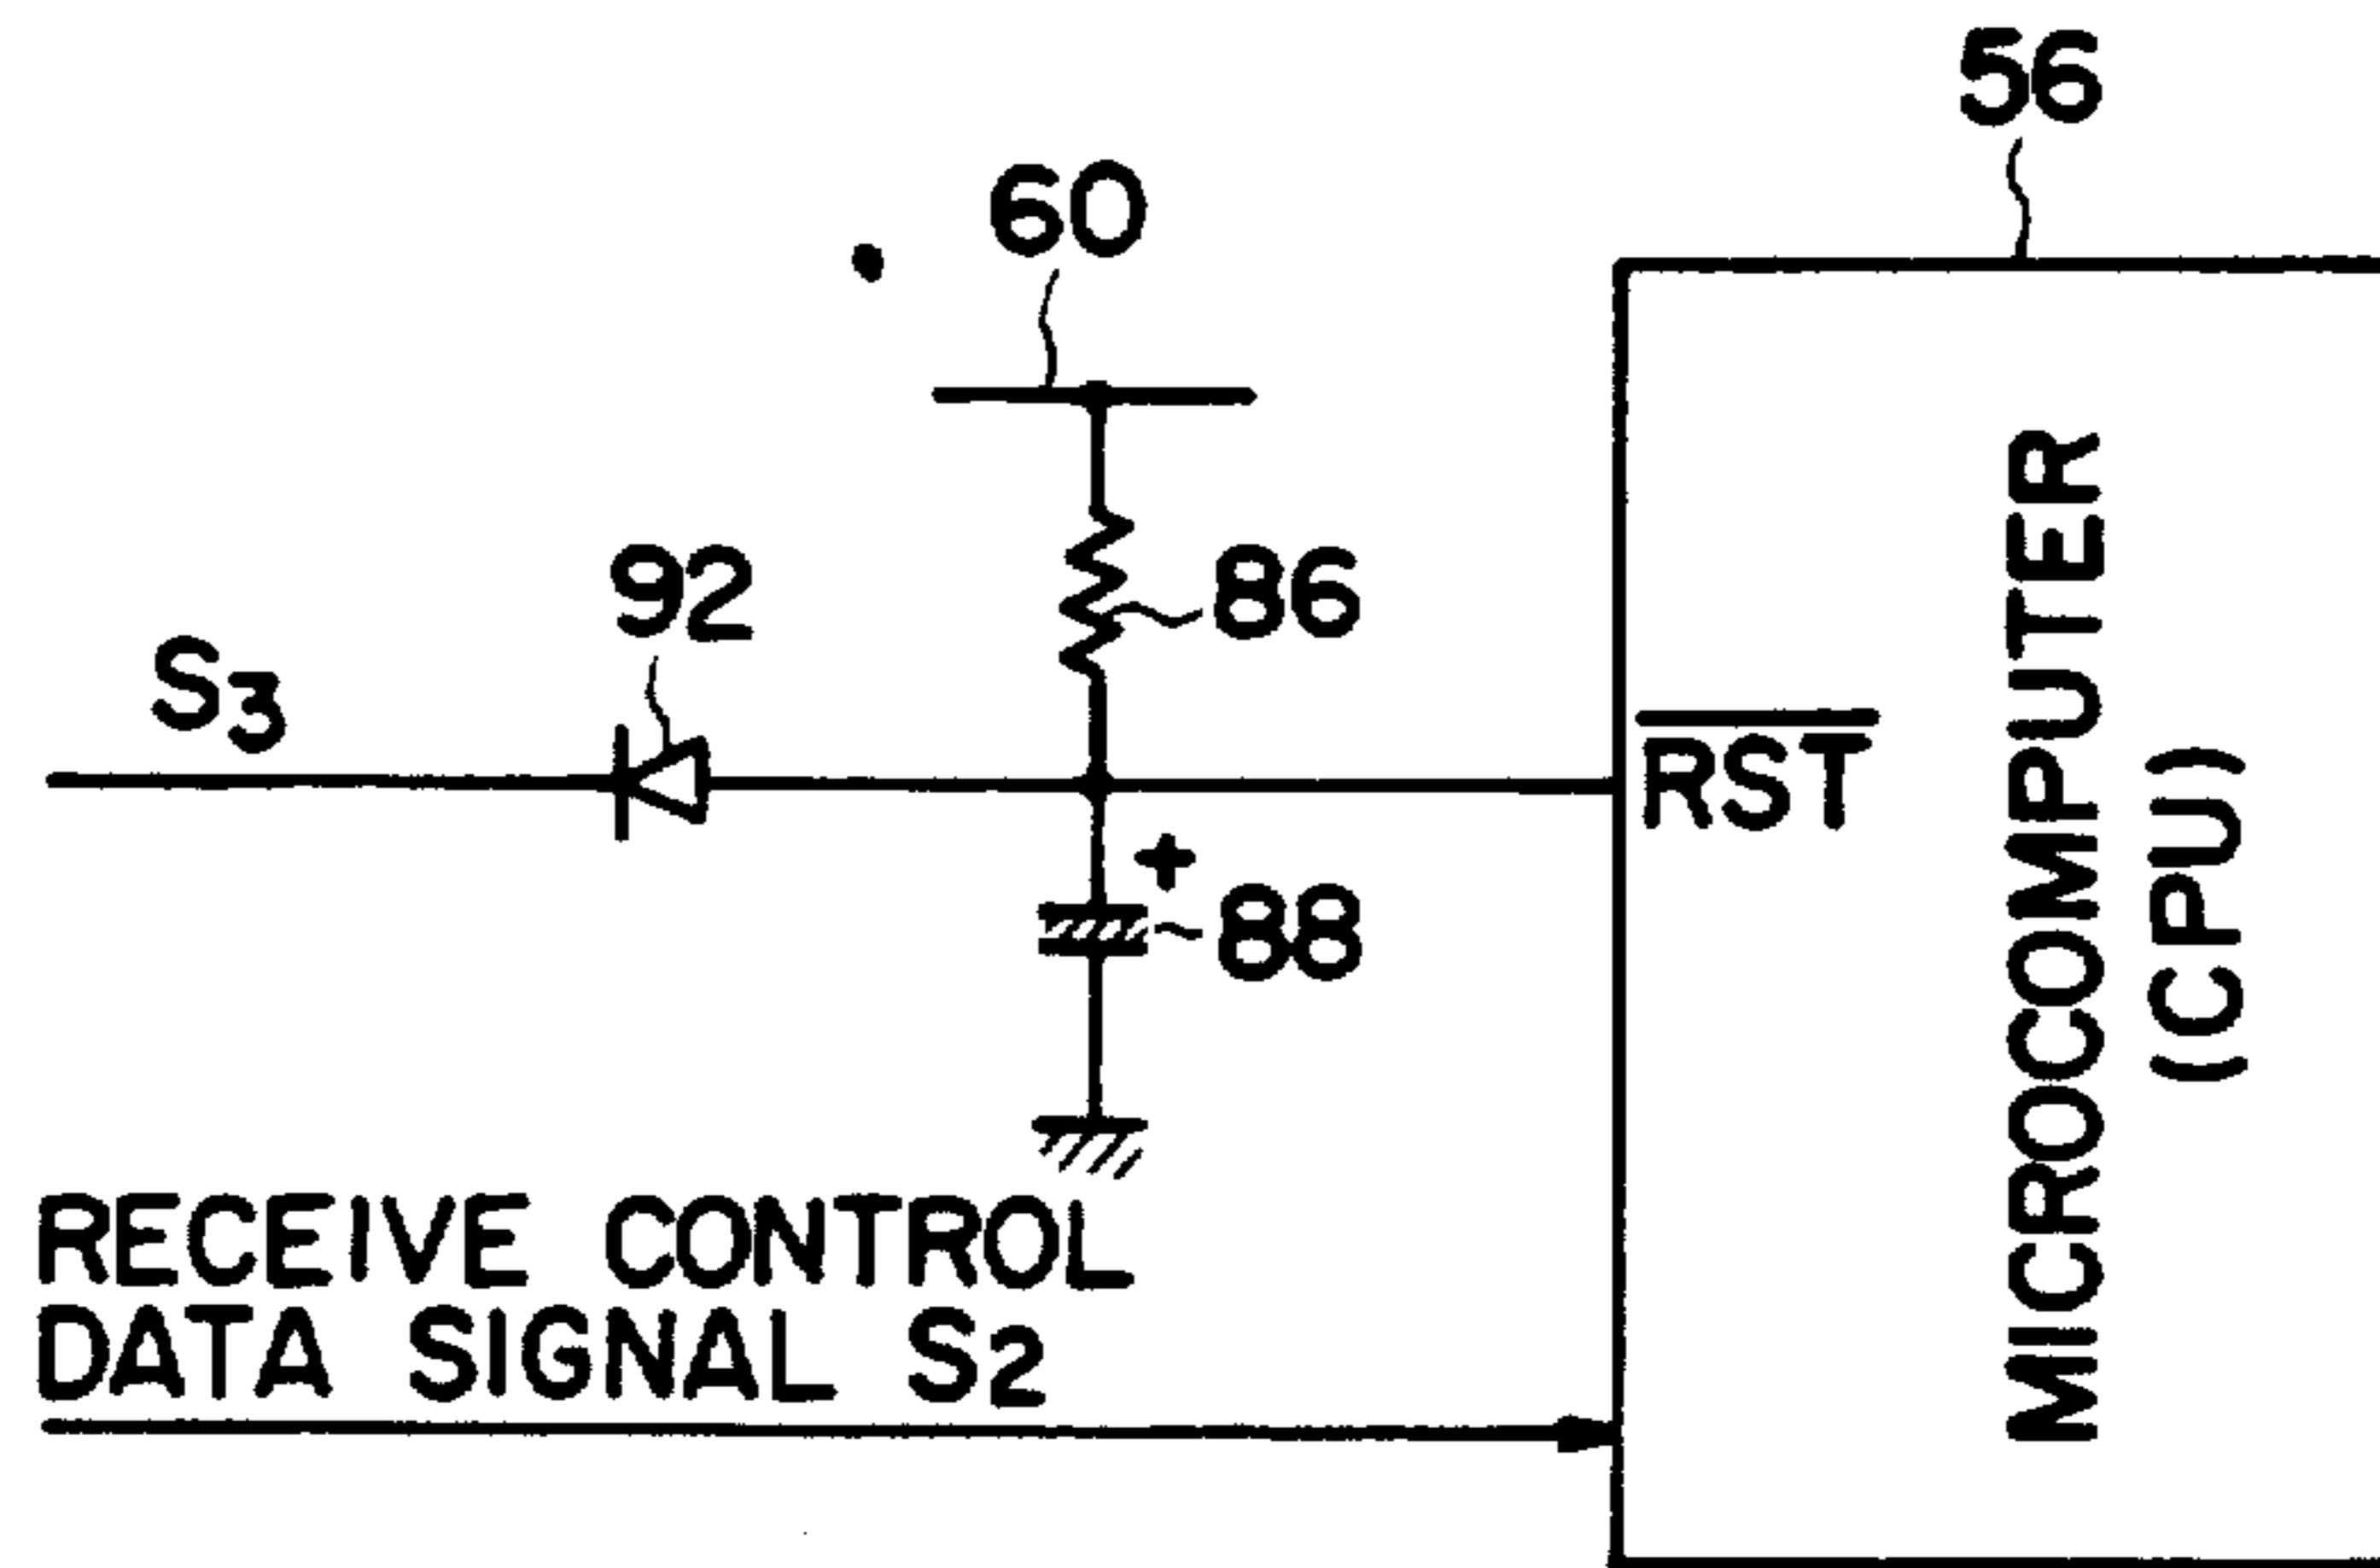 56
60
92
86
S3
RST
+
88
MICROCOMPUTER
(CPU)
RECEIVE CONTROL
DATA SIGNAL S2